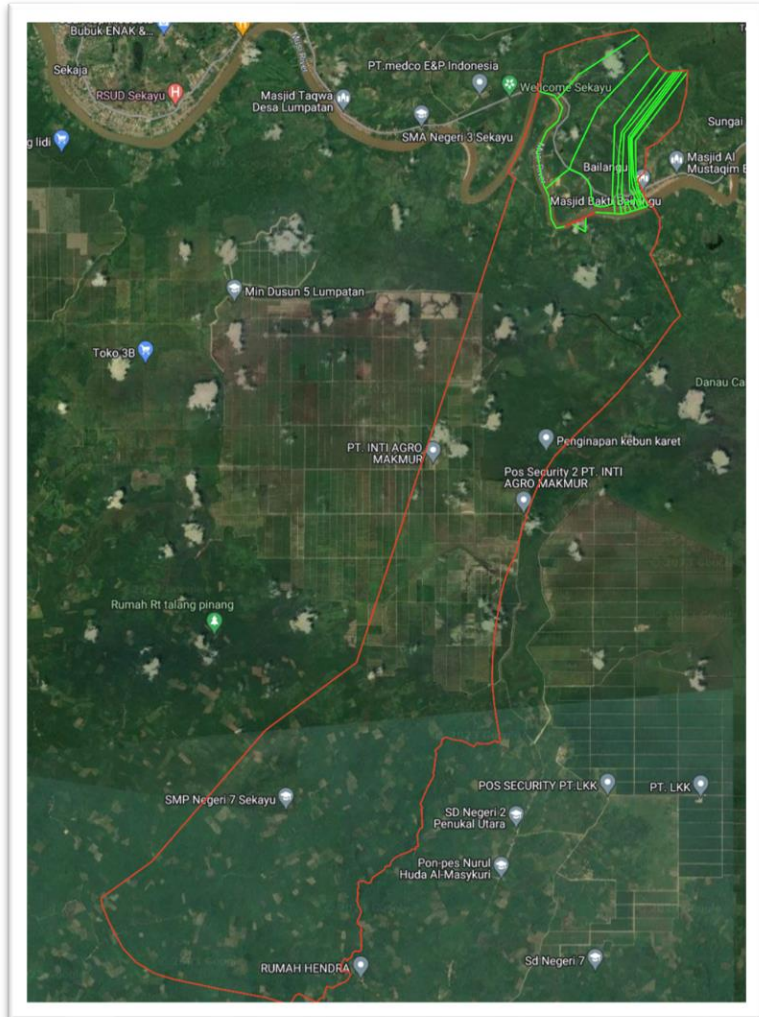 Bubuk ENAK &...
Sekaja
RSUD Sekayu
PT.medco E&P Indonesia
Masjid Taqwa
Desa Lumpatan
Musi River
Wellcome Sekayu
SMA Negeri 3 Sekayu
g lidi
Sungai
Bailangu
Masjid Al
Mustaqim B
Masjid Bakti Bailangu
Min Dusun 5 Lumpatan
Toko 3B
Danau Ca
Penginapan kebun karet
PT. INTI AGRO
MAKMUR
Pos Security 2 PT. INTI
AGRO MAKMUR
Rumah Rt talang pinang
SMP Negeri 7 Sekayu
POS SECURITY PT.LKK
PT. LKK
SD Negeri 2
Penukal Utara
Pon-pes Nurul
Huda Al-Masykuri
RUMAH HENDRA
Sd Negeri 7